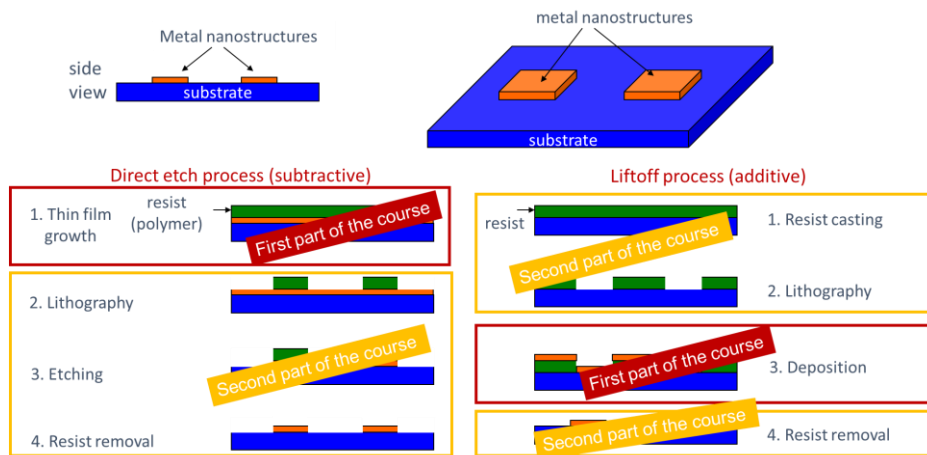 Metal nanostructures
side
view
substrate
metal nanostructures
substrate
Direct etch process (subtractive)
1. Thin film
growth
resist
(polymer)
First part of the course
2. Lithography
3. Etching
Second part of the course
4. Resist removal
Liftoff process (additive)
resist
1. Resist casting
Second part of the course
2. Lithography
First part of the course
3. Deposition
Second part of the course
4. Resist removal